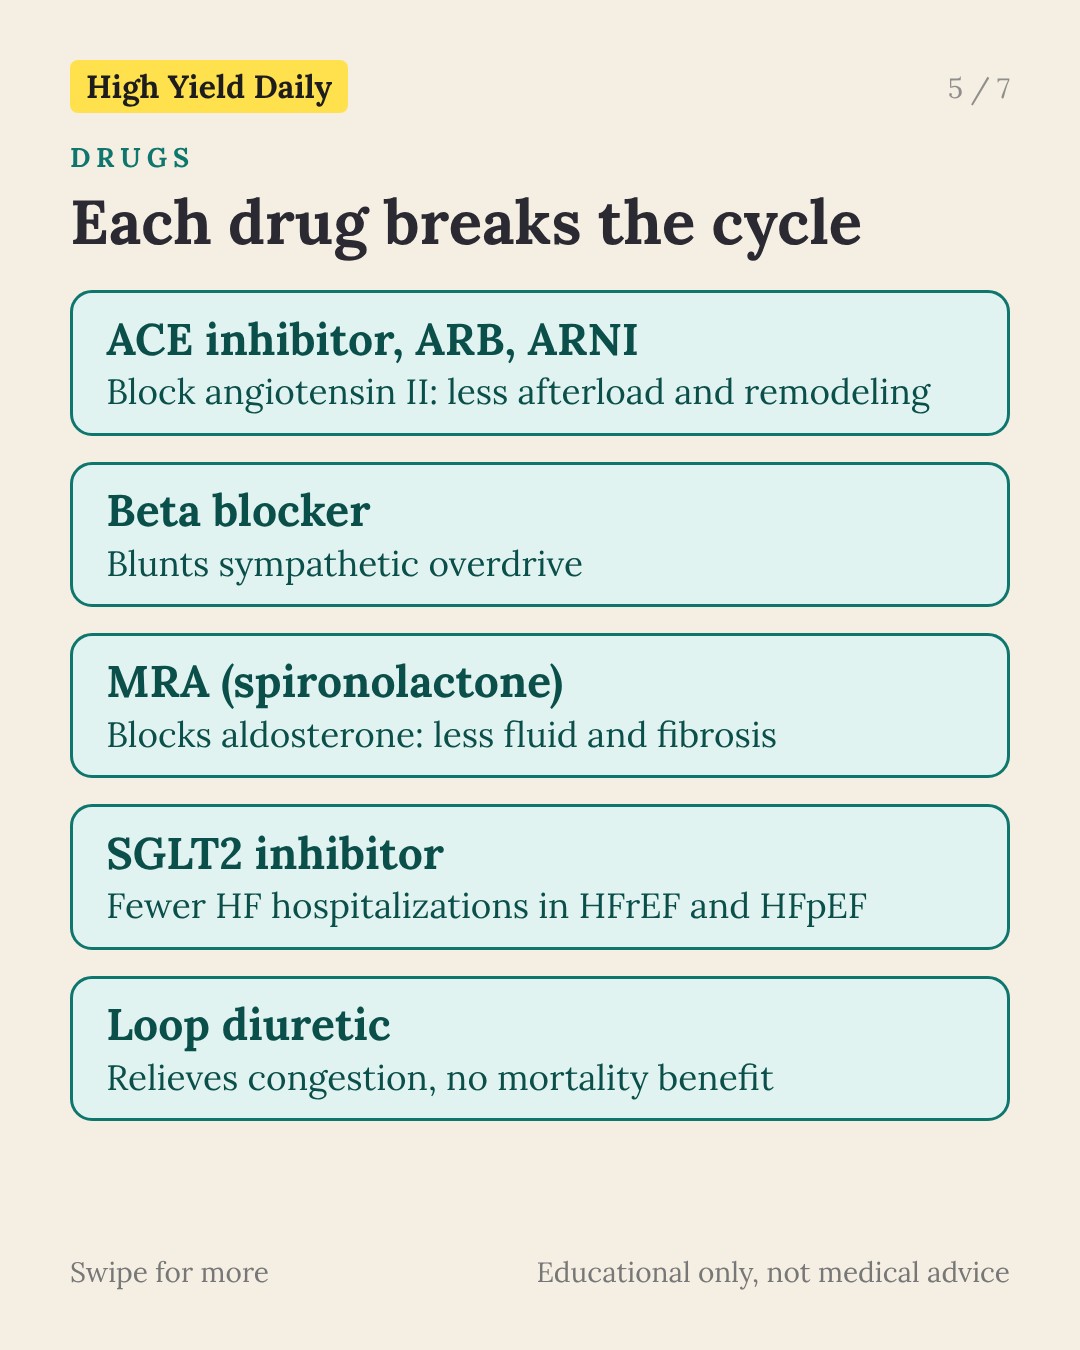 High Yield Daily
5 / 7
DRUGS
Each drug breaks the cycle
ACE inhibitor, ARB, ARNI
Block angiotensin II: less afterload and remodeling
Beta blocker
Blunts sympathetic overdrive
MRA (spironolactone)
Blocks aldosterone: less fluid and fibrosis
SGLT2 inhibitor
Fewer HF hospitalizations in HFrEF and HFpEF
Loop diuretic
Relieves congestion, no mortality benefit
Swipe for more
Educational only, not medical advice